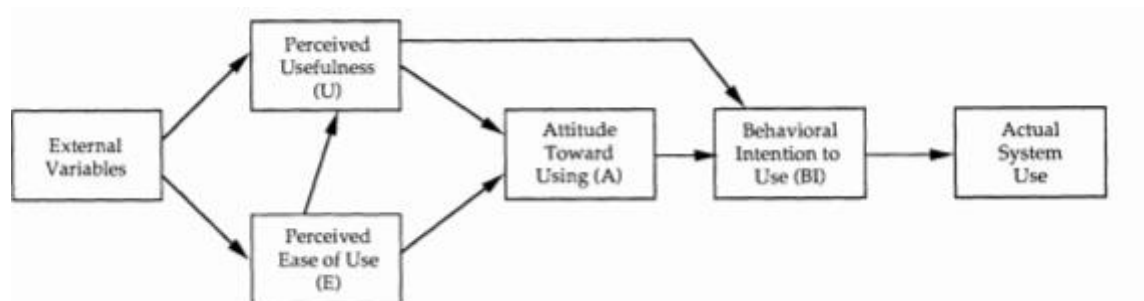 Perceived
Usefulness
(U)
External
Variables
Attitude
Toward
Using (A)
Behavioral
Intention to
Use (BI)
Actual
System
Use
Perceived
Ease of Use
(E)